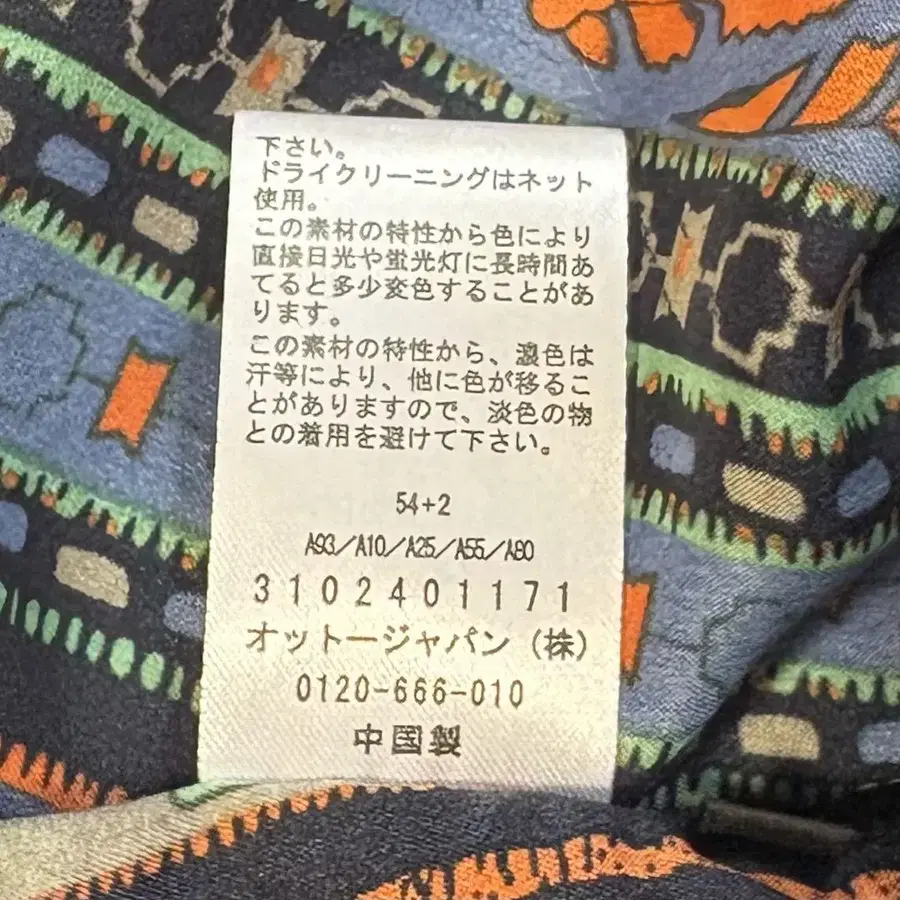 下さい。
ドライクリーニングはネット
使用。
この素材の特性から色により
直接日光や蛍光灯に長時間あ
てると多少変色することがあ
ります。
この素材の特性から、濃色は
汗等により、他に色が移るこ
とがありますので、淡色の物
との着用を避けて下さい。
54+2
A93/A10/A25/A55/A80
3102401171
オットージャパン(株)
0120-666-010
中国製